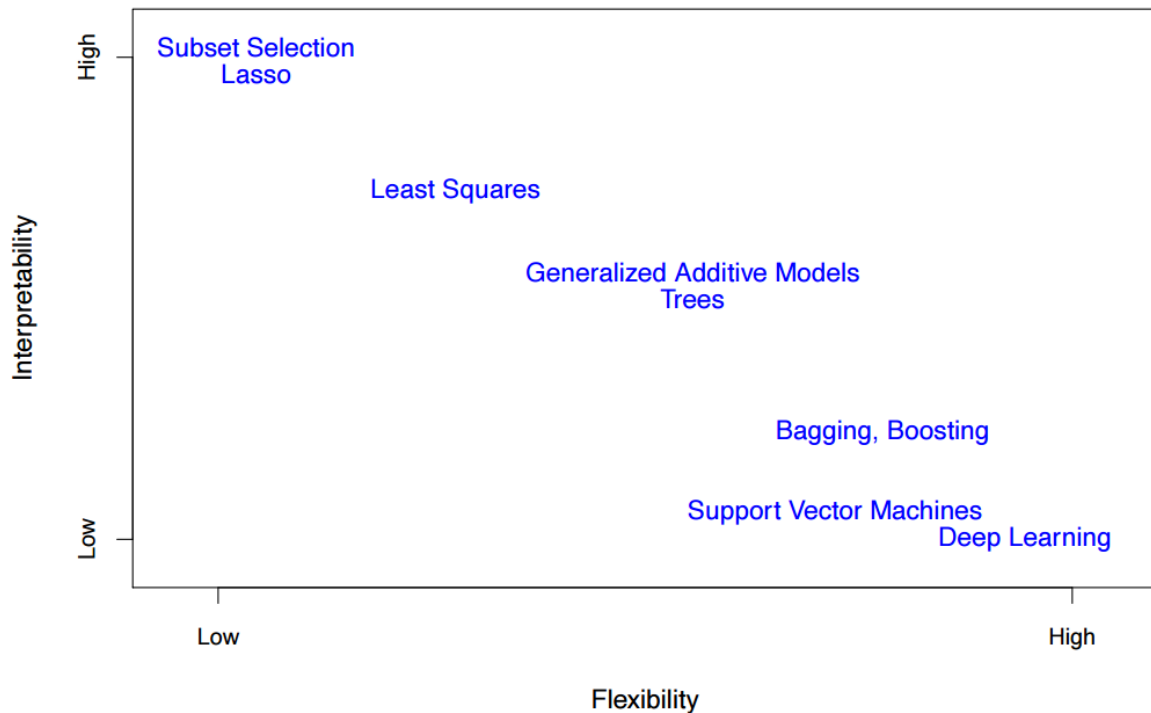 High
Subset Selection
Lasso
Least Squares
Interpretability
Generalized Additive Models
Trees
Bagging, Boosting
Support Vector Machines
Low
Deep Learning
Low
High
Flexibility